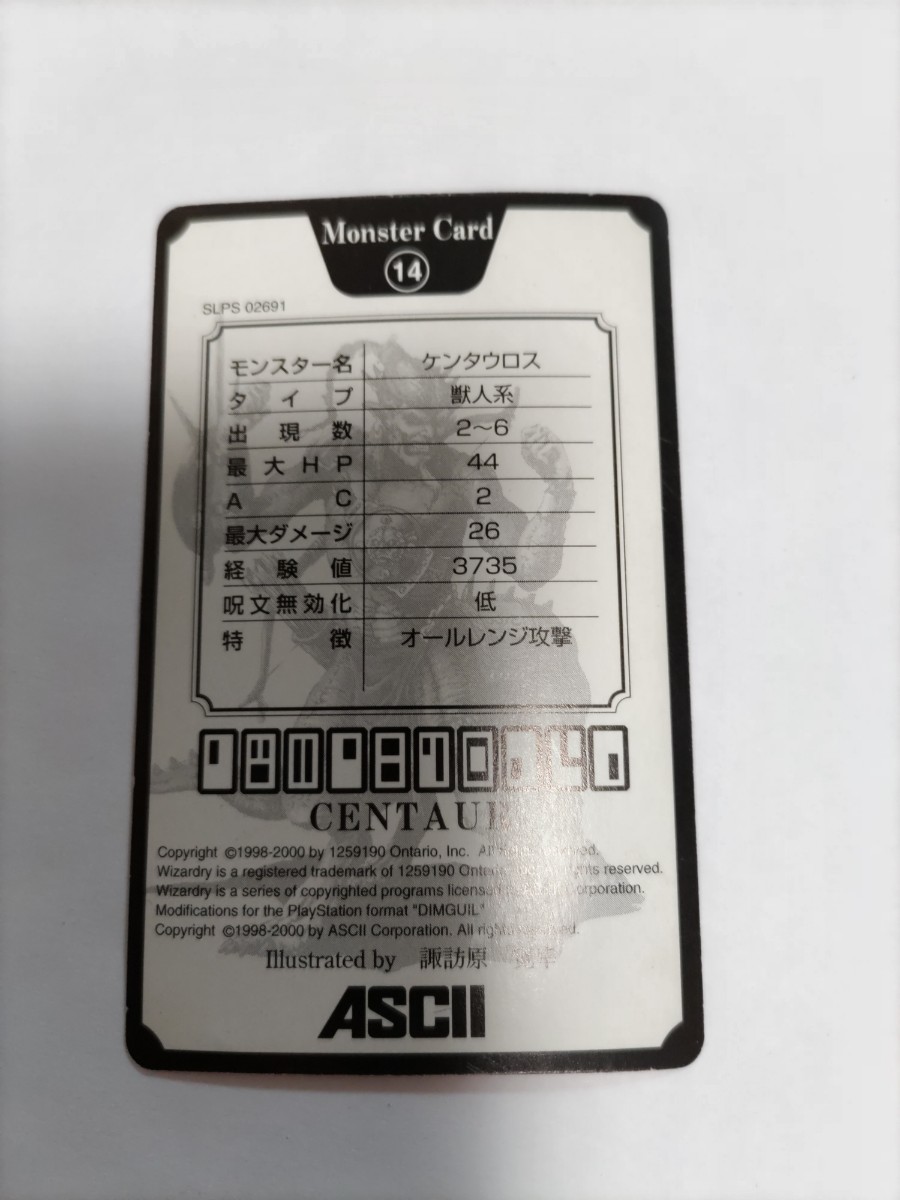 Monster Card
14
SLPS 02691
モンスター名 ケンタウロス
タイプ 獣人系
出現数 2～6
最大HP 44
AC 2
最大ダメージ 26
経験値 3735
呪文無効化 低
特徴 オールレンジ攻撃
CENTAU
Copyright ©1998-2000 by 1259190 Ontario, Inc.
Wizardry is a registered trademark of 1259190 reserved.
Wizardry is a series of copyrighted programs
Modifications for the PlayStation format "DIMGUIL"
Copyright ©1998-2000 by ASCII Corporation. All
Illustrated by 諏訪原
ASCII